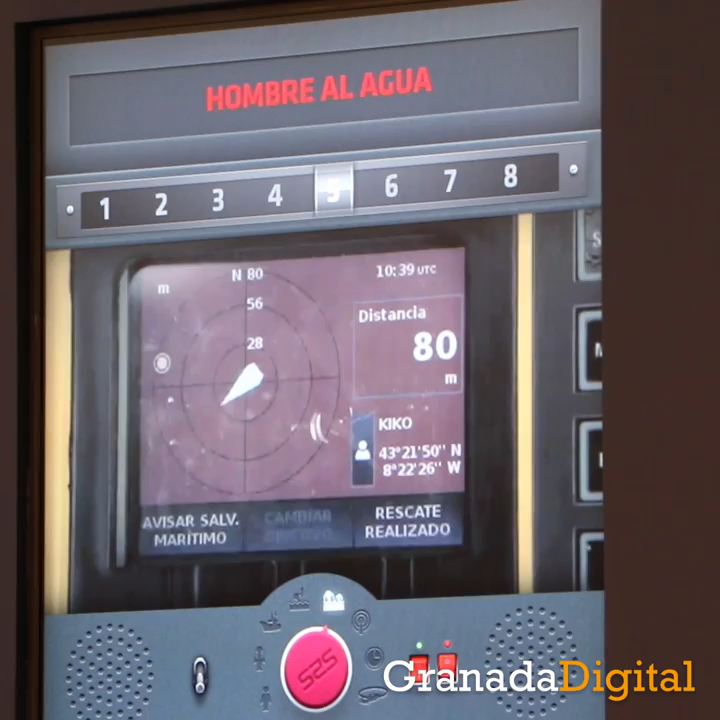 HOMBRE AL AGUA
1 2 3 4 5 6 7 8
N 80
10:39 UTC
m
56
Distancia
28
80
m
KIKO
43°21'50'' N
8°22'26'' W
AVISAR SALV.
MARÍTIMO
CAMBIAR
RESCATE
REALIZADO
S2S
GranadaDigital